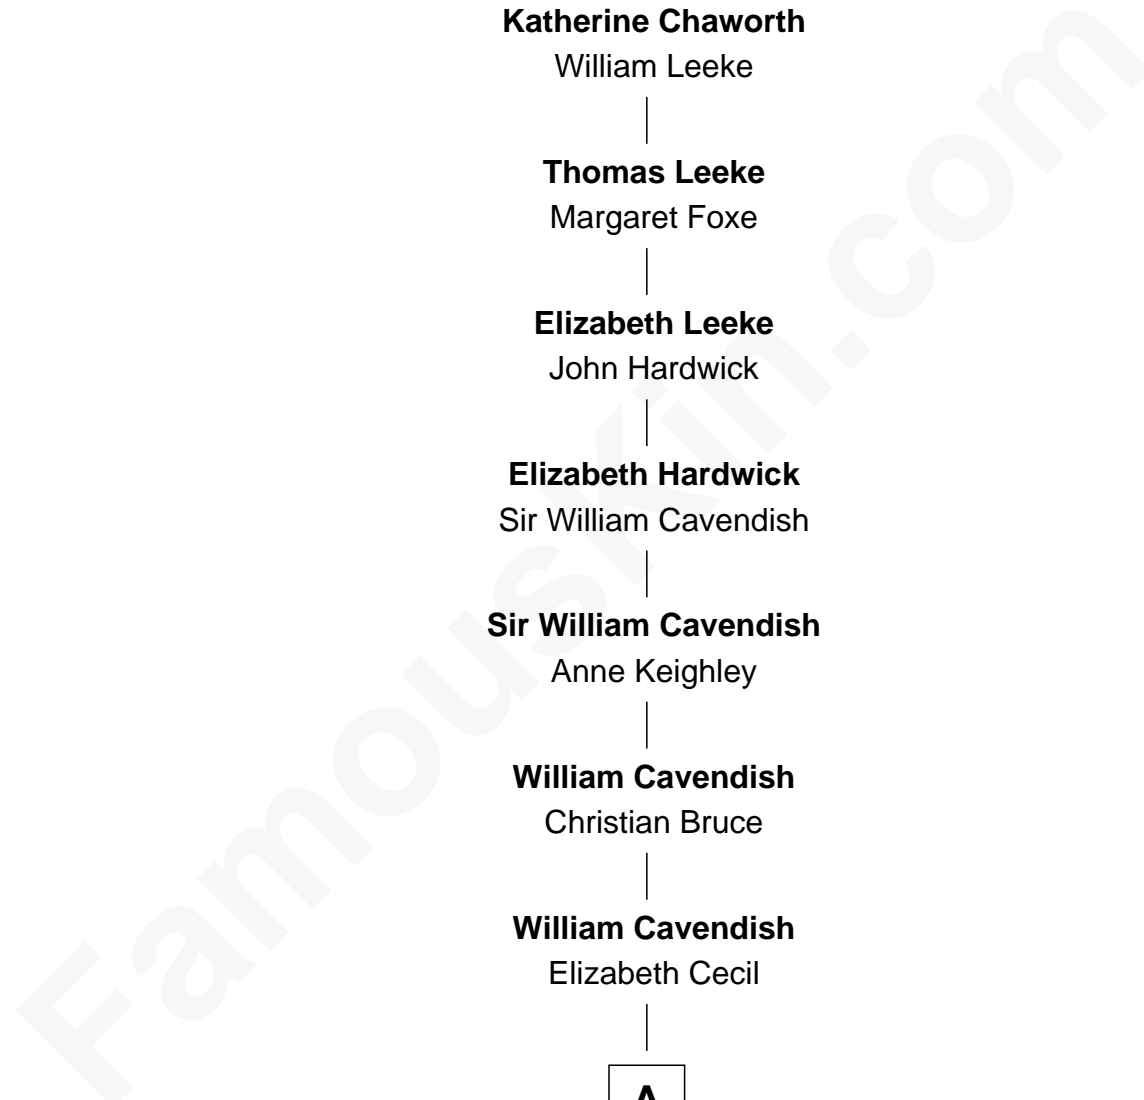 Katherine Chaworth
William Leeke
Thomas Leeke
Margaret Foxe
Elizabeth Leeke
John Hardwick
Elizabeth Hardwick
Sir William Cavendish
Sir William Cavendish
Anne Keighley
William Cavendish
Christian Bruce
William Cavendish
Elizabeth Cecil
A
FamousKin.com